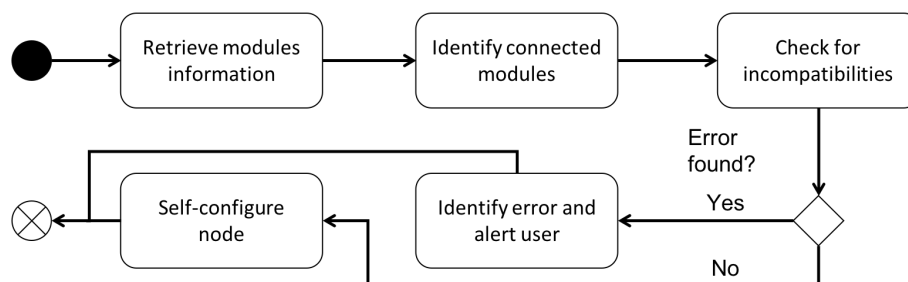 Retrieve modules
information
Identify connected
modules
Check for
incompatibilities
Error
found?
Yes
Identify error and
alert user
Self-configure
node
No